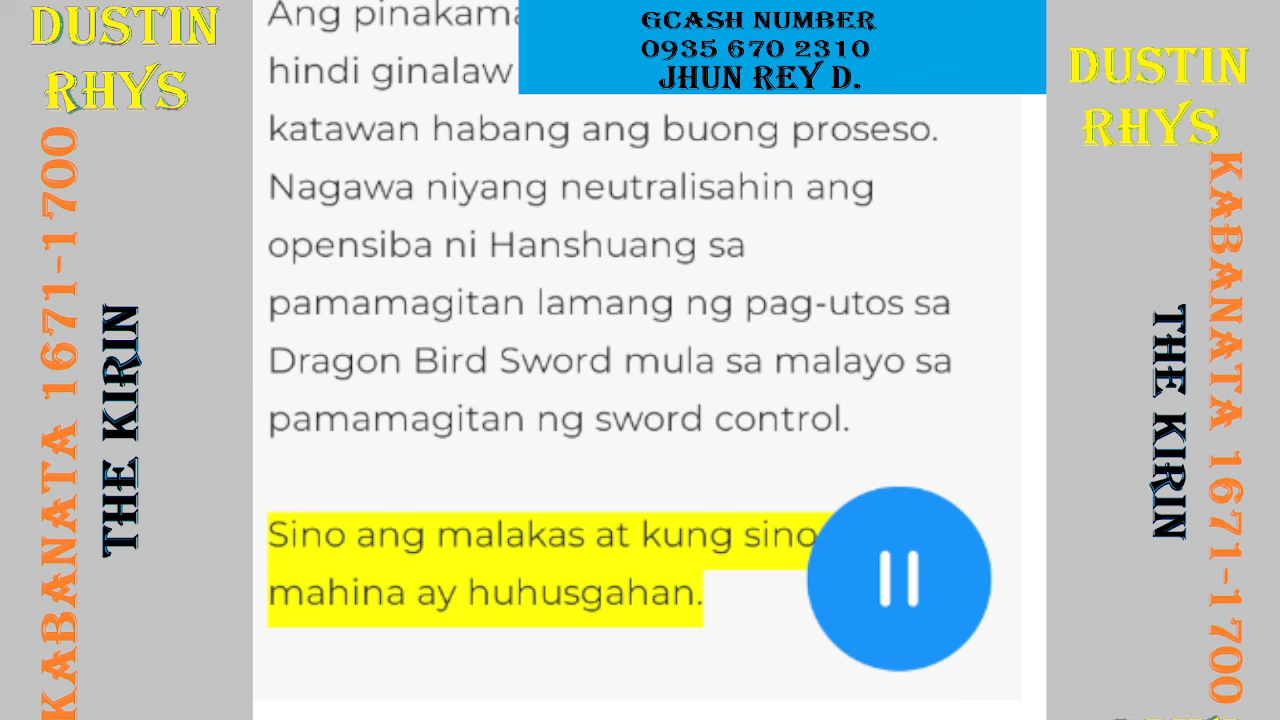 DUSTIN
RHYS
KABANATA 1671-1700
THE KIRIN
Ang
hindi ginalaw
katawan habang ang buong proseso.
Nagawa niyang neutralisahin ang
opensiba ni Hanshuang sa
pamamagitan lamang ng pag-utos sa
Dragon Bird Sword mula sa malayo sa
pamamagitan ng sword control.
Sino ang malakas at kung sino
mahina ay huhusgahan.
GCASH NUMBER
0935 670 2310
JHUN REY D.
DUSTIN
RHYS
KABANATA 1671-1700
THE KIRIN